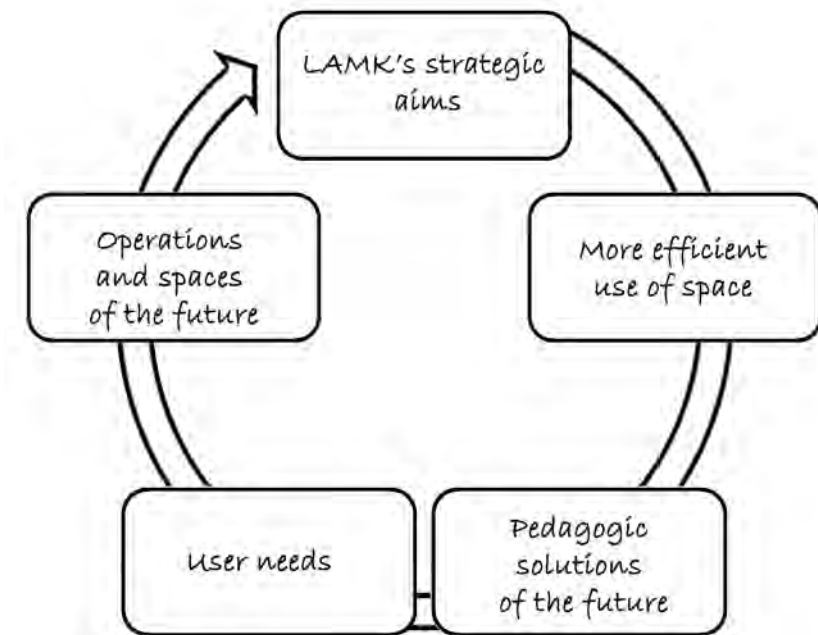 LAMK's strategic
aims
More efficient
use of space
Pedagogic
solutions
of the future
User needs
Operations
and spaces
of the future